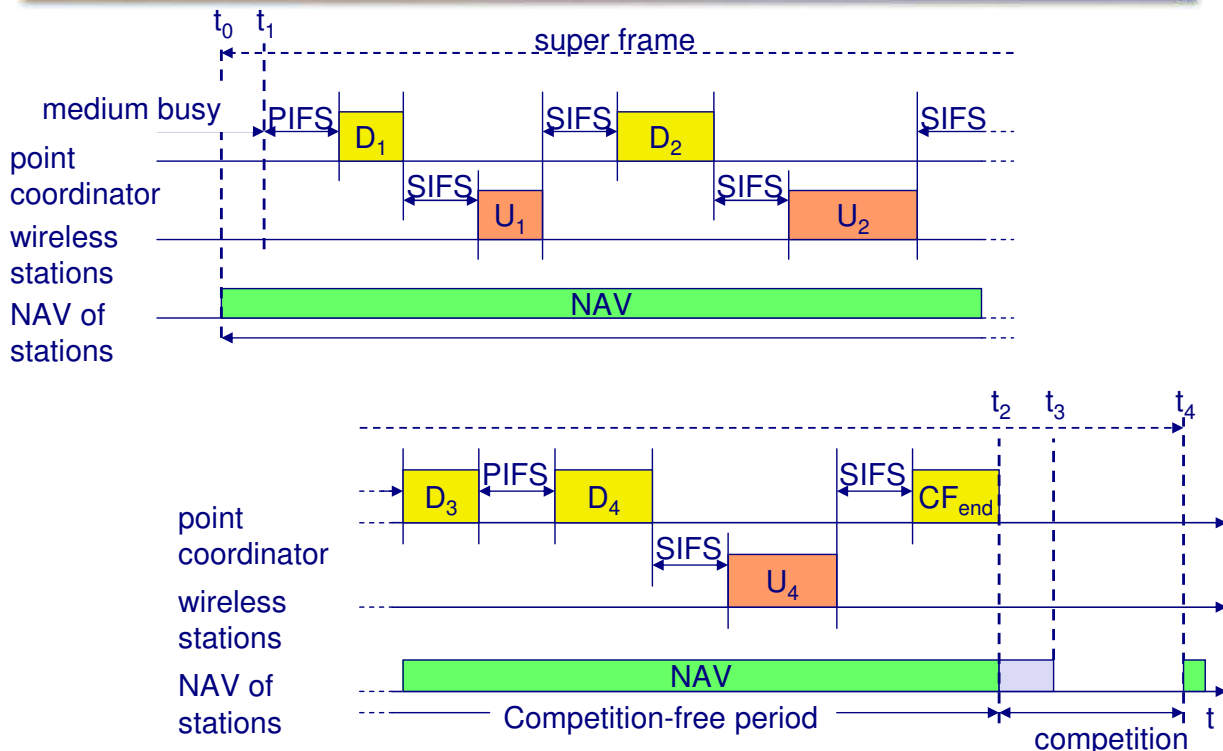 t0 t1
super frame
medium busy
PIFS
D1
SIFS
D2
SIFS
point
coordinator
SIFS
U1
SIFS
U2
wireless
stations
NAV
NAV of
stations
t2 t3 t4
D3
PIFS
D4
SIFS
CFend
point
coordinator
SIFS
U4
wireless
stations
NAV
NAV of
stations
Competition-free period
t
competition